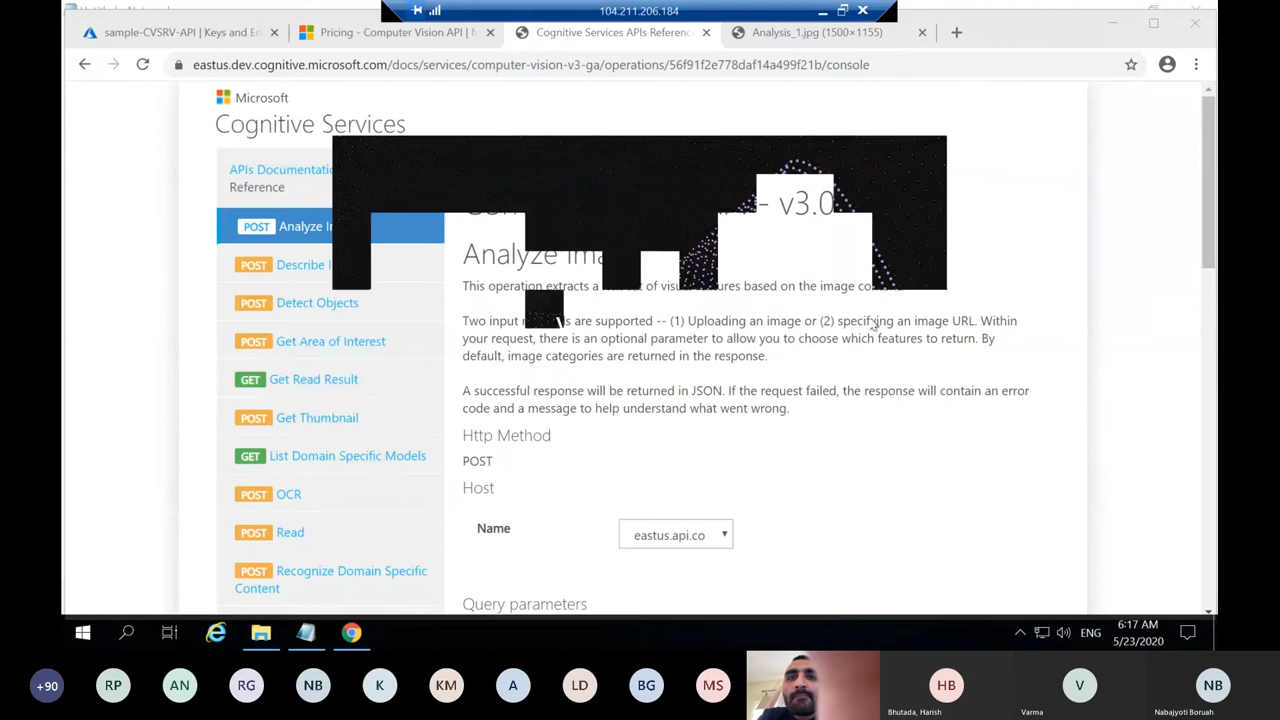 104.211.206.184
sample-CVSRV-API | Keys and En
Pricing - Computer Vision API | M
Cognitive Services APIs Referenc
Analysis_1.jpg (1500×1155)
eastus.dev.cognitive.microsoft.com/docs/services/computer-vision-v3-ga/operations/56f91f2e778daf14a499f21b/console
Microsoft
Cognitive Services
APIs Documentatio
Reference
- v3.0
POST Analyze I
Analyze Ima
POST Describe I
This operation extracts a of visual features based on the image
POST Detect Objects
Two input are supported -- (1) Uploading an image or (2) specifying an image URL. Within
your request, there is an optional parameter to allow you to choose which features to return. By
default, image categories are returned in the response.
POST Get Area of Interest
GET Get Read Result
A successful response will be returned in JSON. If the request failed, the response will contain an error
code and a message to help understand what went wrong.
POST Get Thumbnail
Http Method
GET List Domain Specific Models
POST
Host
POST OCR
Name
eastus.api.co
POST Read
POST Recognize Domain Specific
Content
Query parameters
ENG
6:17 AM
5/23/2020
+90
RP
AN
RG
NB
K
KM
A
LD
BG
MS
HB
Bhutada, Harish
V
Varma
NB
Nabajyoti Boruah